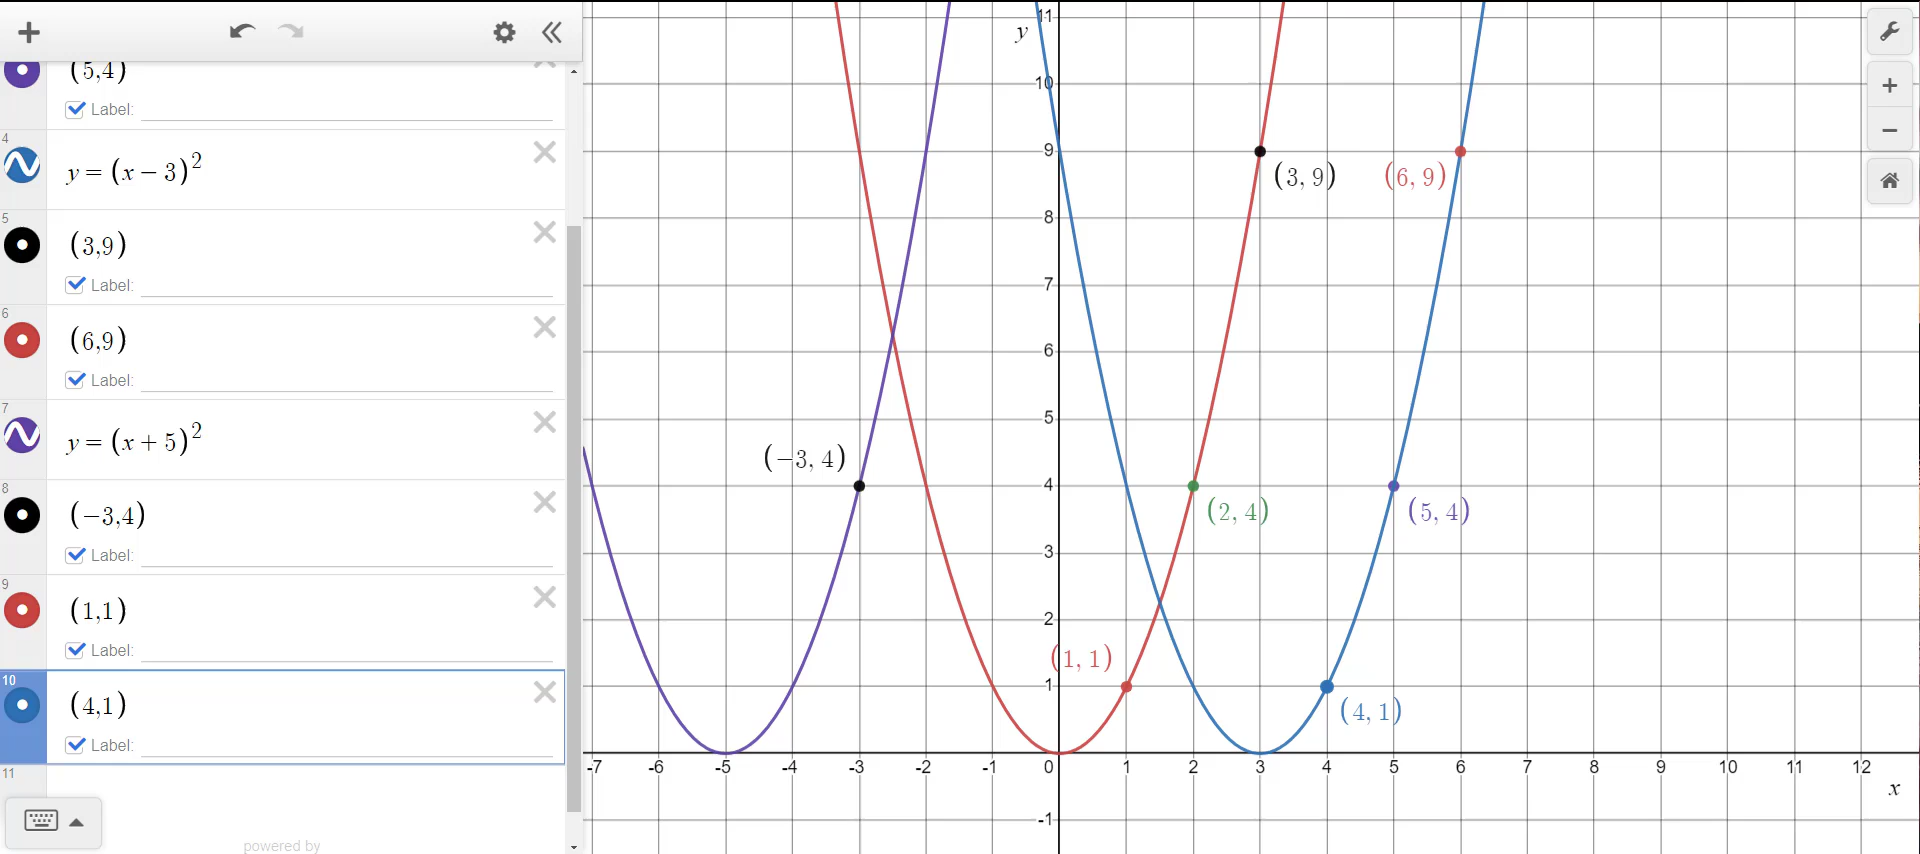 (5,4)
Label:
4
y = (x − 3)²
5
(3,9)
Label:
6
(6,9)
Label:
7
y = (x + 5)²
8
(−3,4)
Label:
9
(1,1)
Label:
10
(4,1)
Label:
11
powered by
y
11
10
9
8
7
6
5
4
3
2
1
-1
(3, 9)
(6, 9)
(−3, 4)
(2, 4)
(5, 4)
(1, 1)
(4, 1)
-7 -6 -5 -4 -3 -2 -1 0 1 2 3 4 5 6 7 8 9 10 11 12
x